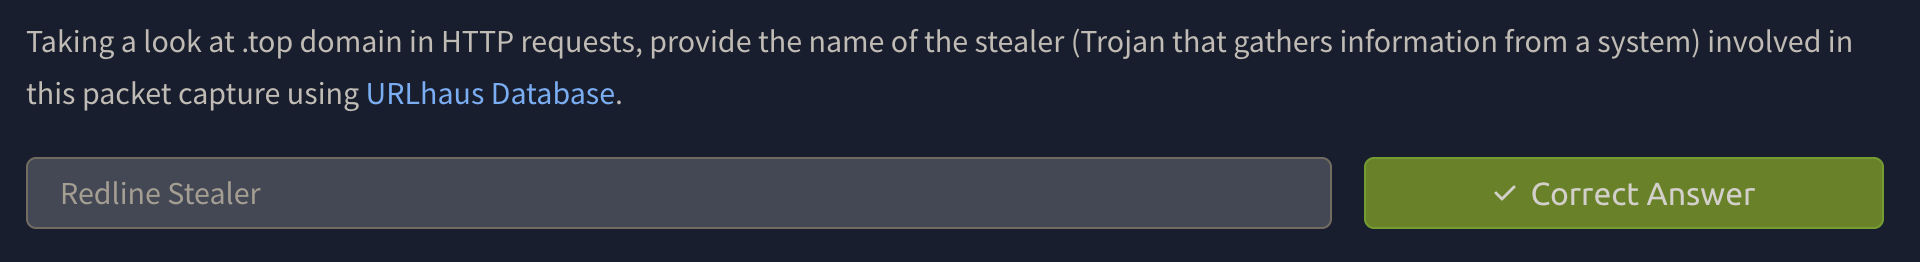 Taking a look at .top domain in HTTP requests, provide the name of the stealer (Trojan that gathers information from a system) involved in
this packet capture using URLhaus Database.
Redline Stealer
✓ Correct Answer